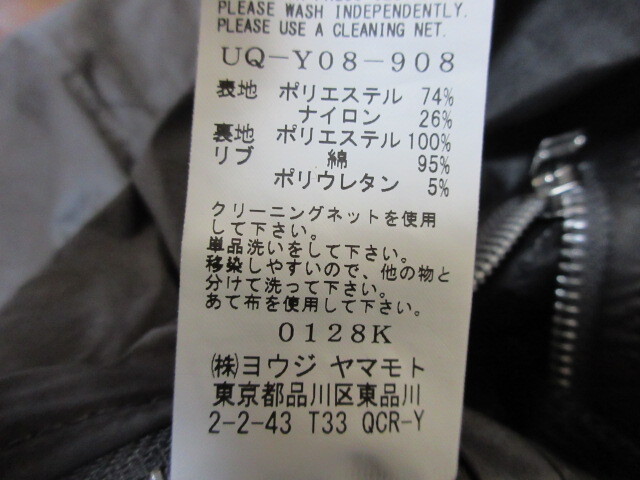 PLEASE WASH INDEPENDENTLY.
PLEASE USE A CLEANING NET.
UQ-Y08-908
表地 ポリエステル 74%
ナイロン 26%
裏地 ポリエステル 100%
リブ 綿 95%
ポリウレタン 5%
クリーニングネットを使用
して下さい。
単品洗いをして下さい。
移染しやすいので、他の物と
分けて洗って下さい。
あて布を使用して下さい。
0128K
㈱ヨウジ ヤマモト
東京都品川区東品川
2-2-43 T33 QCR-Y